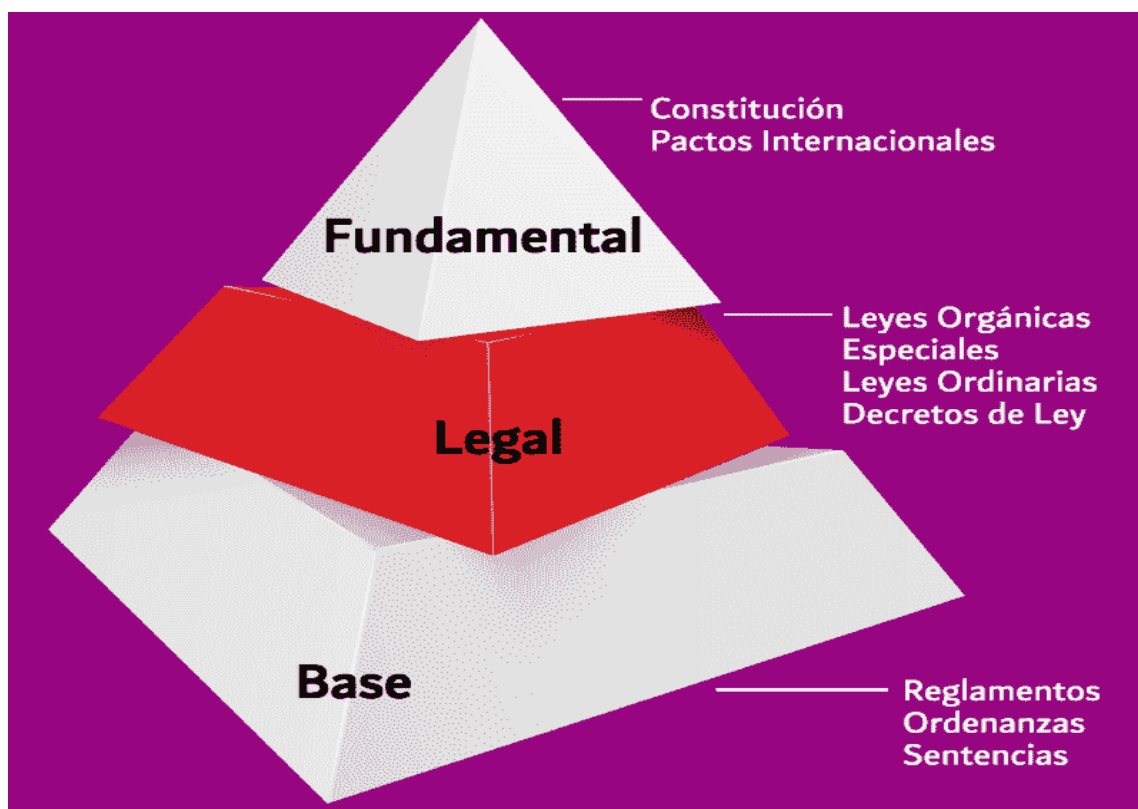 Constitución
Pactos Internacionales
Fundamental
Leyes Orgánicas
Especiales
Leyes Ordinarias
Decretos de Ley
Legal
Base
Reglamentos
Ordenanzas
Sentencias